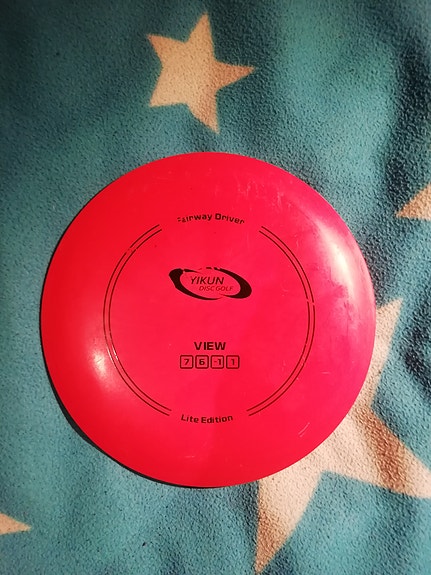 Fairway Driver
YIKUN
DISC GOLF
VIEW
7 6 -1 1
Lite Edition